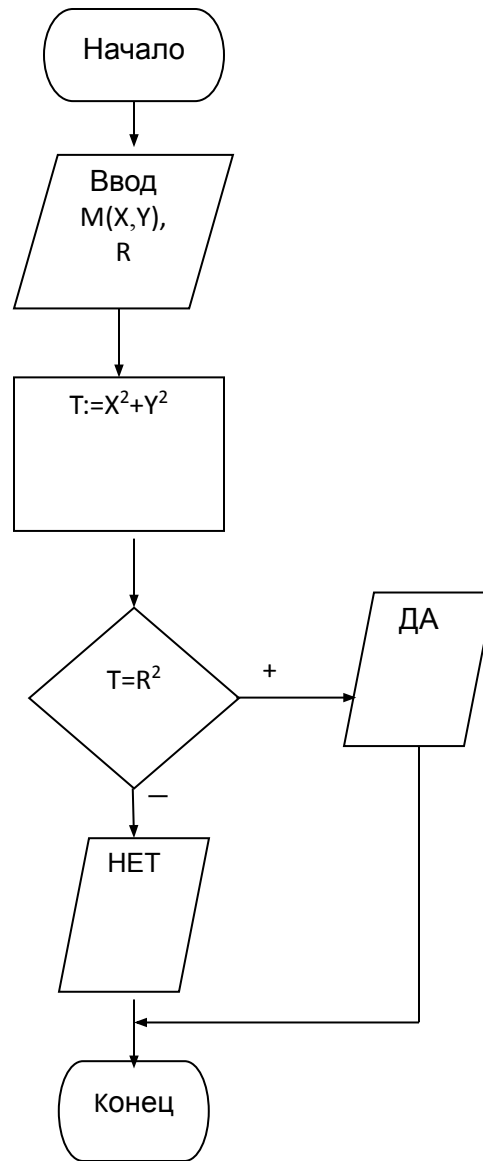 Начало
Ввод
М(X,Y),
R
T:=X²+Y²
T=R²
+
ДА
—
НЕТ
Конец